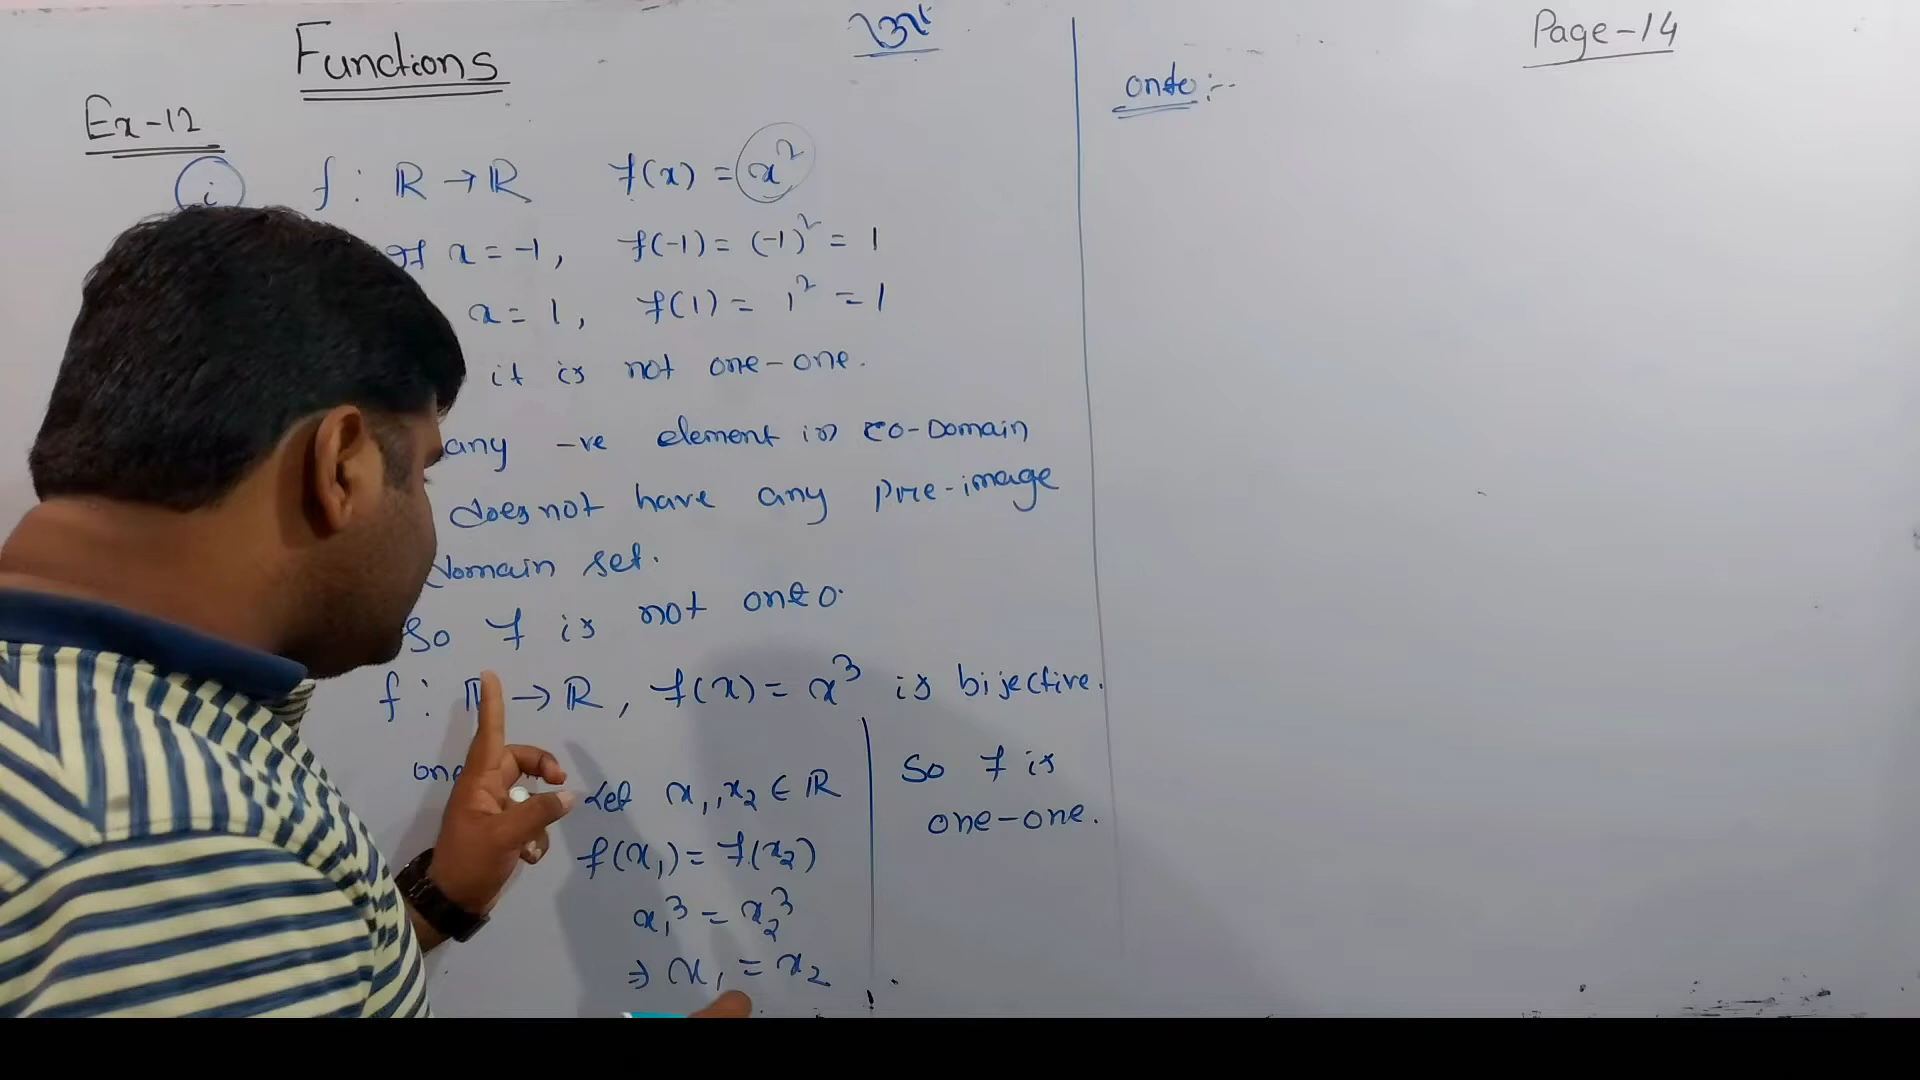 Functions
Ex-12
i f : ℝ → ℝ f(x) = x²
If x = -1, f(-1) = (-1)² = 1
x = 1, f(1) = 1² = 1
it is not one-one.
any -ve element in co-Domain
does not have any pre-image
domain set.
So f is not onto.
f : ℝ → ℝ, f(x) = x³ is bijective.
one
Let x₁, x₂ ∈ ℝ
f(x₁) = f(x₂)
x₁³ = x₂³
⇒ x₁ = x₂
So f is
one-one.
Page-14
onto :-